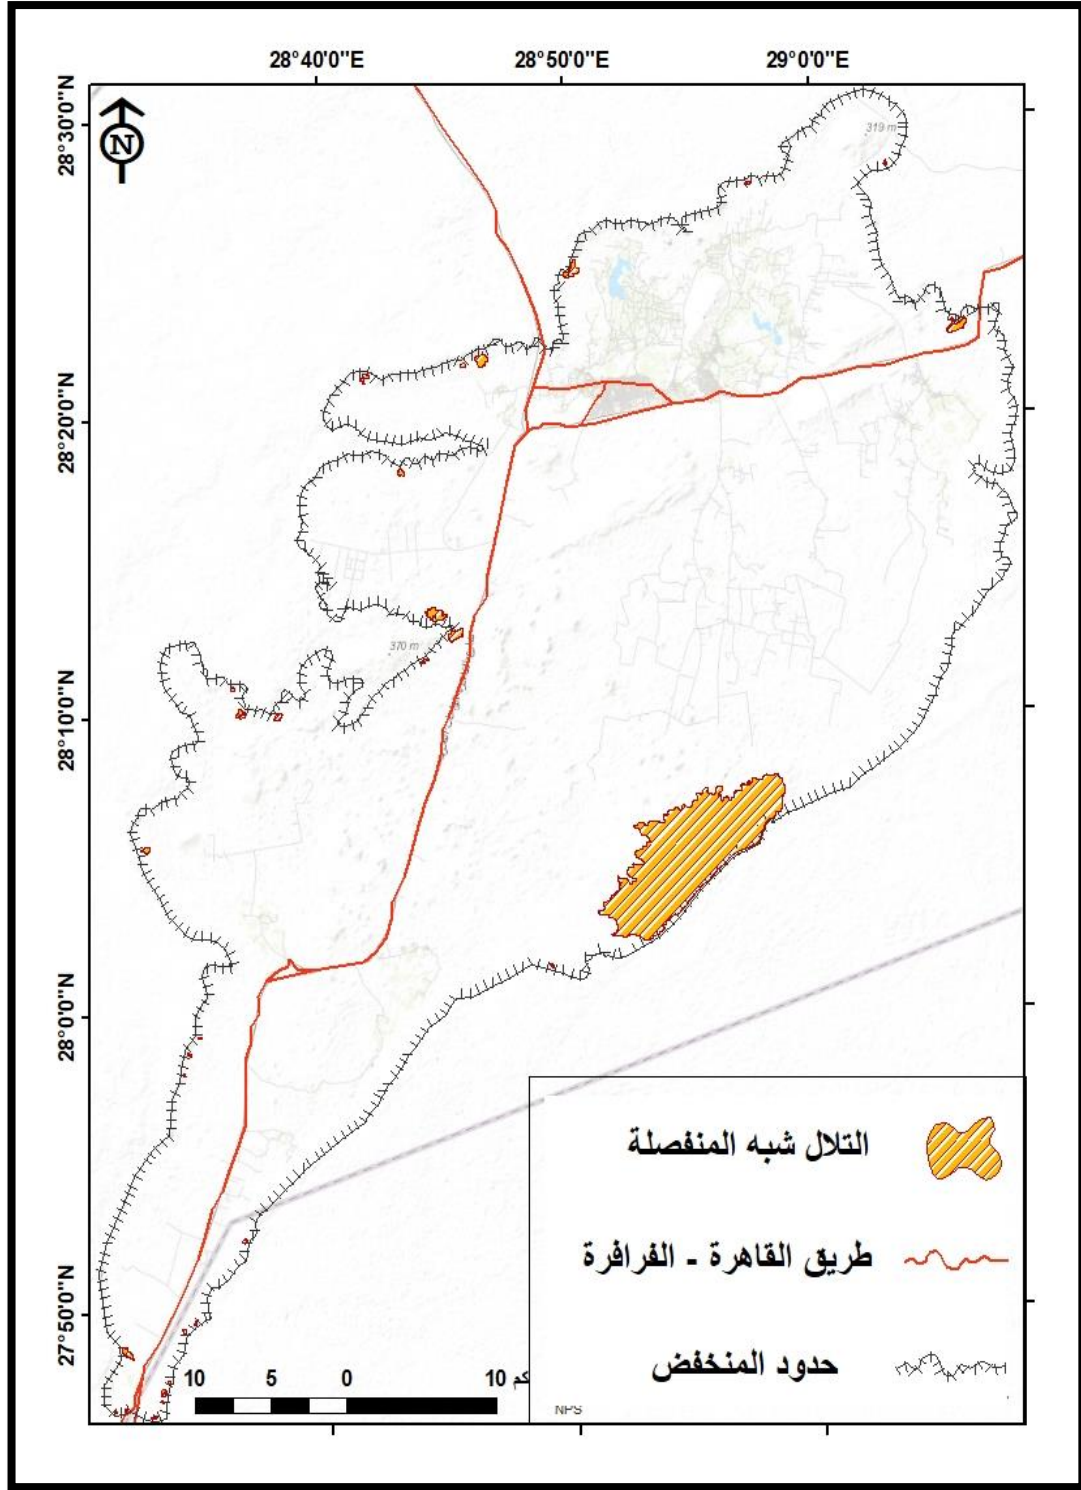 28°40'0"E 28°50'0"E 29°0'0"E
28°30'0"N
28°20'0"N
28°10'0"N
28°0'0"N
27°50'0"N
N
319 m
370 m
التلال شبه المنفصلة
طريق القاهرة - الفرافرة
حدود المنخفض
10 5 0 10 كم
NPS